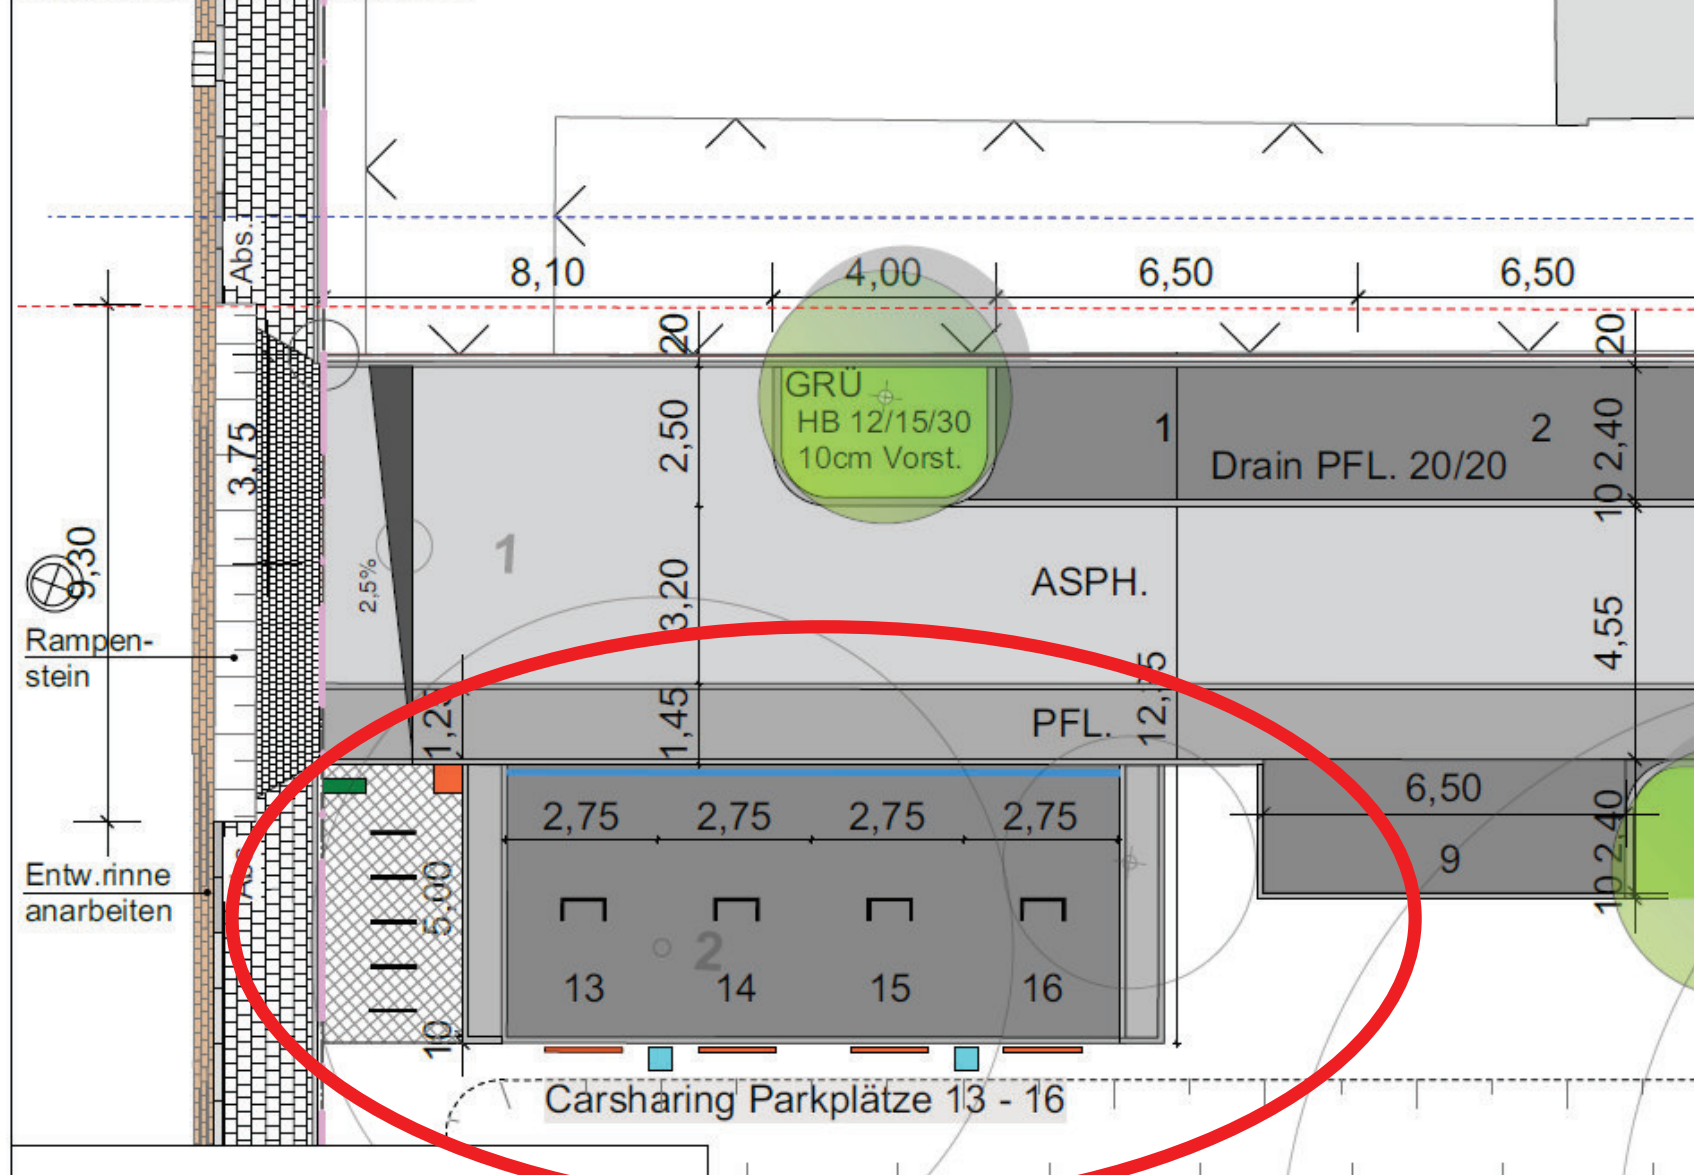 Abs.
8,10
4,00
6,50
6,50
20
20
GRÜ
HB 12/15/30
10cm Vorst.
1
2
Drain PFL. 20/20
2,50
2,40
10
3,75
9,30
2,5%
1
3,20
ASPH.
4,55
Rampen-
stein
1,45
PFL.
2,75
2,75
2,75
2,75
6,50
9
2,40
10
Entw.rinne
anarbeiten
5,00
2
13
14
15
16
10
Carsharing Parkplätze 13 - 16